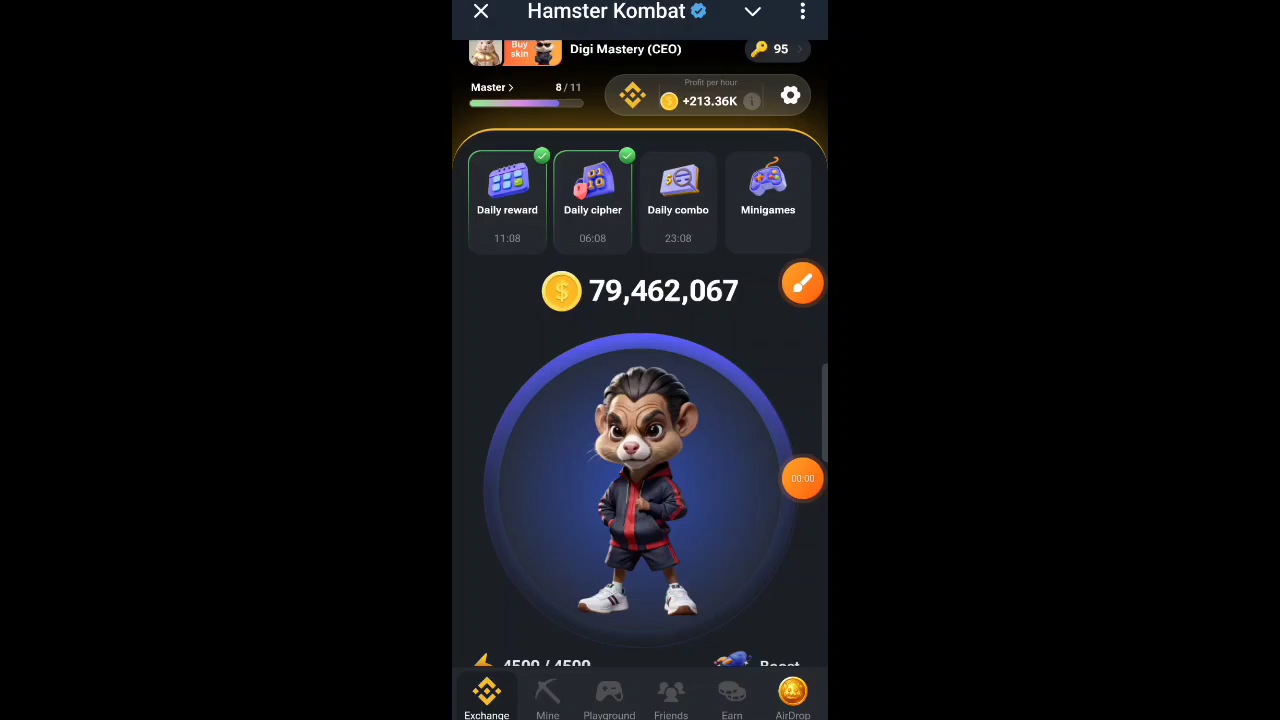 Hamster Kombat
Buy skin
Digi Mastery (CEO)
95
Master >
8 / 11
Profit per hour
+213.36K
Daily reward
11:08
Daily cipher
06:08
Daily combo
23:08
Minigames
79,462,067
00:00
4500 / 4500
Boost
Exchange
Mine
Playground
Friends
Earn
AirDrop